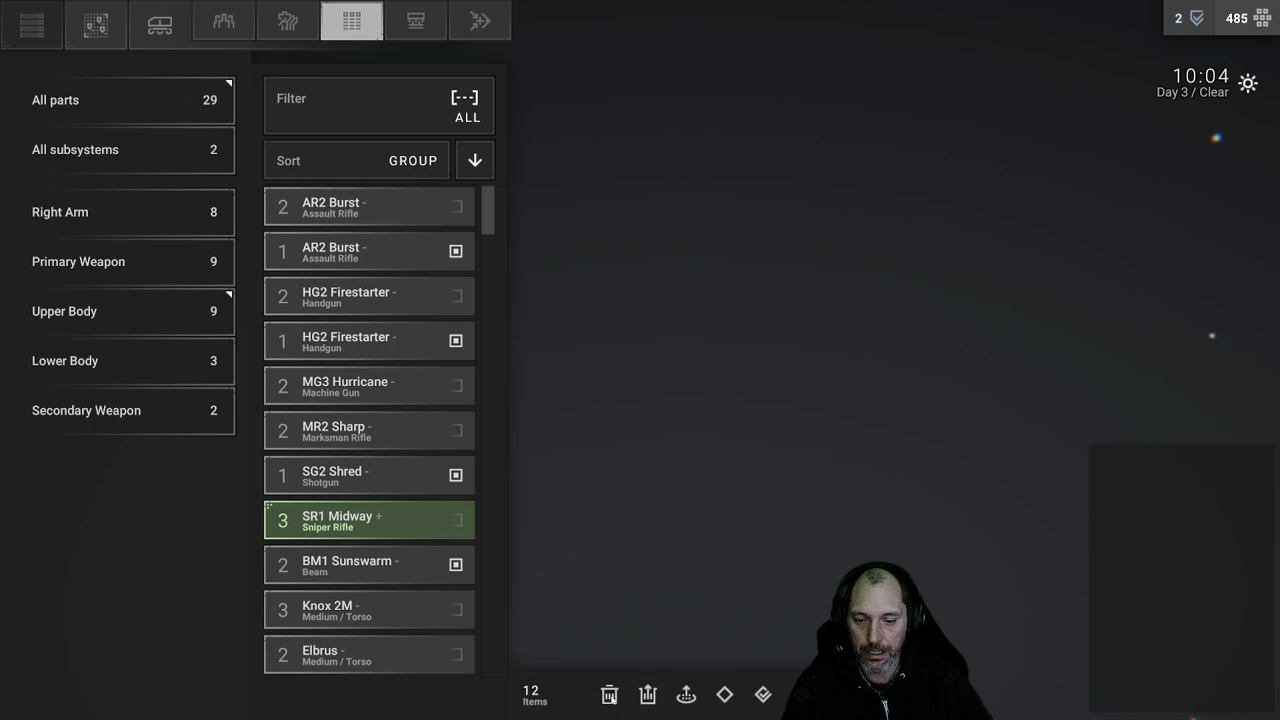 2
485
10:04
Day 3 / Clear
All parts 29
All subsystems 2
Right Arm 8
Primary Weapon 9
Upper Body 9
Lower Body 3
Secondary Weapon 2
Filter
ALL
Sort GROUP
2 AR2 Burst -
Assault Rifle
1 AR2 Burst -
Assault Rifle
2 HG2 Firestarter -
Handgun
1 HG2 Firestarter -
Handgun
2 MG3 Hurricane -
Machine Gun
2 MR2 Sharp -
Marksman Rifle
1 SG2 Shred -
Shotgun
3 SR1 Midway +
Sniper Rifle
2 BM1 Sunswarm -
Beam
3 Knox 2M -
Medium / Torso
2 Elbrus -
Medium / Torso
12
Items